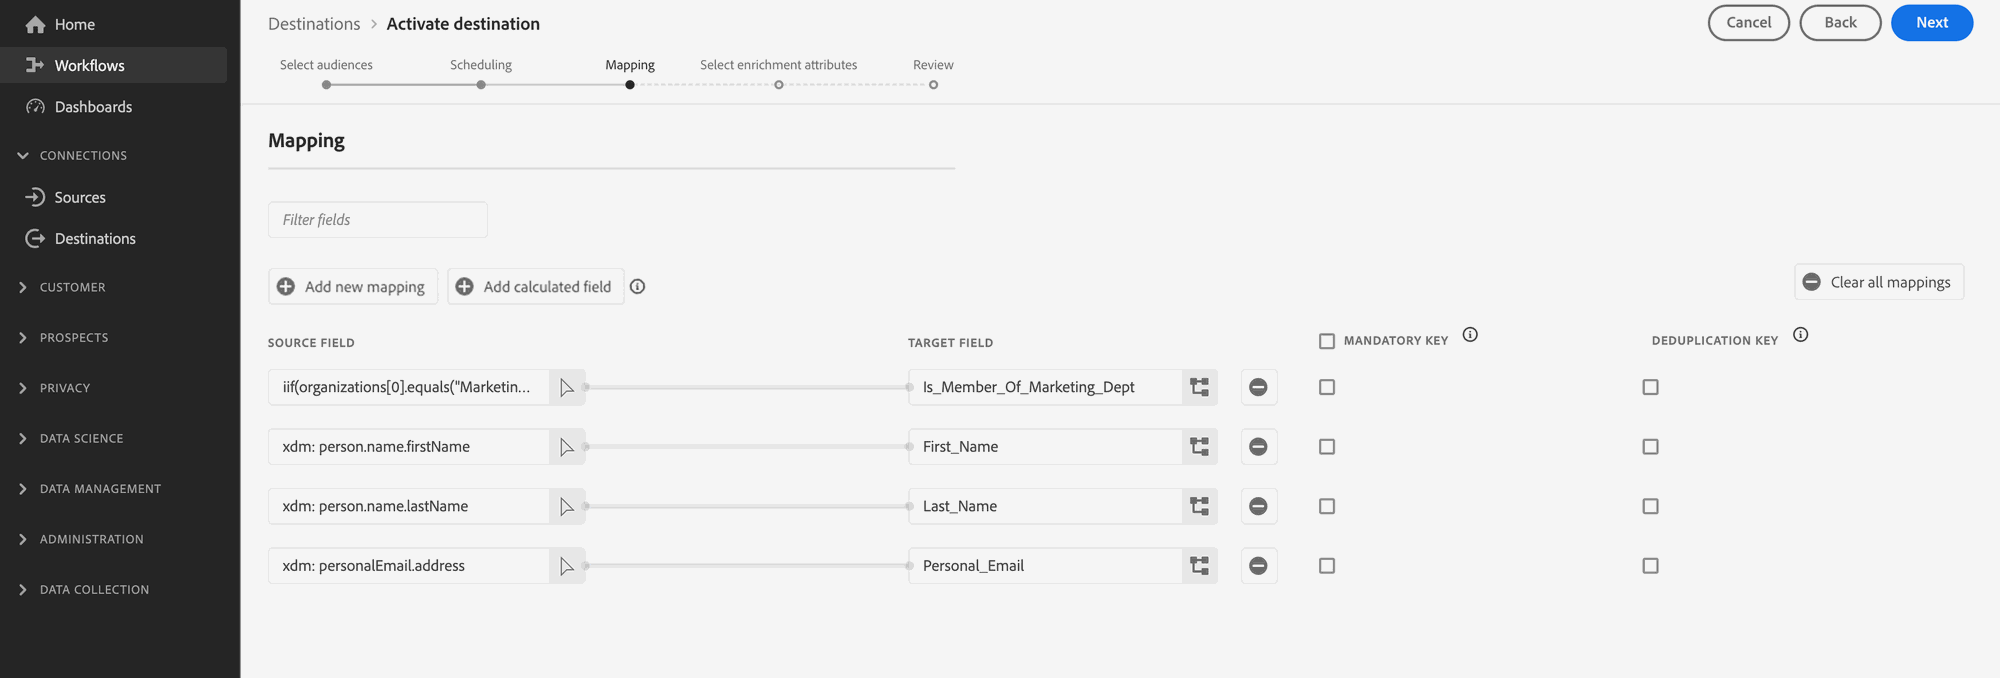 Home
Workflows
Dashboards
CONNECTIONS
Sources
Destinations
CUSTOMER
PROSPECTS
PRIVACY
DATA SCIENCE
DATA MANAGEMENT
ADMINISTRATION
DATA COLLECTION
Destinations > Activate destination
Cancel Back Next
Select audiences Scheduling Mapping Select enrichment attributes Review
Mapping
Filter fields
Add new mapping Add calculated field Clear all mappings
SOURCE FIELD TARGET FIELD MANDATORY KEY DEDUPLICATION KEY
iif(organizations[0].equals("Marketin... Is_Member_Of_Marketing_Dept
xdm: person.name.firstName First_Name
xdm: person.name.lastName Last_Name
xdm: personalEmail.address Personal_Email